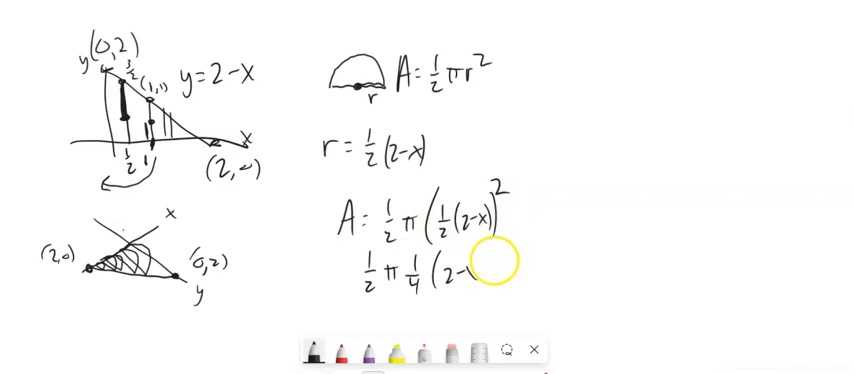 (0,2)
y
3/2
(1,1)
y=2-x
x
1/2
1
(2,0)
x
(2,0)
(0,2)
y
A=1/2 πr²
r
r=1/2(2-x)
A=1/2 π(1/2(2-x))²
1/2 π 1/4 (2-